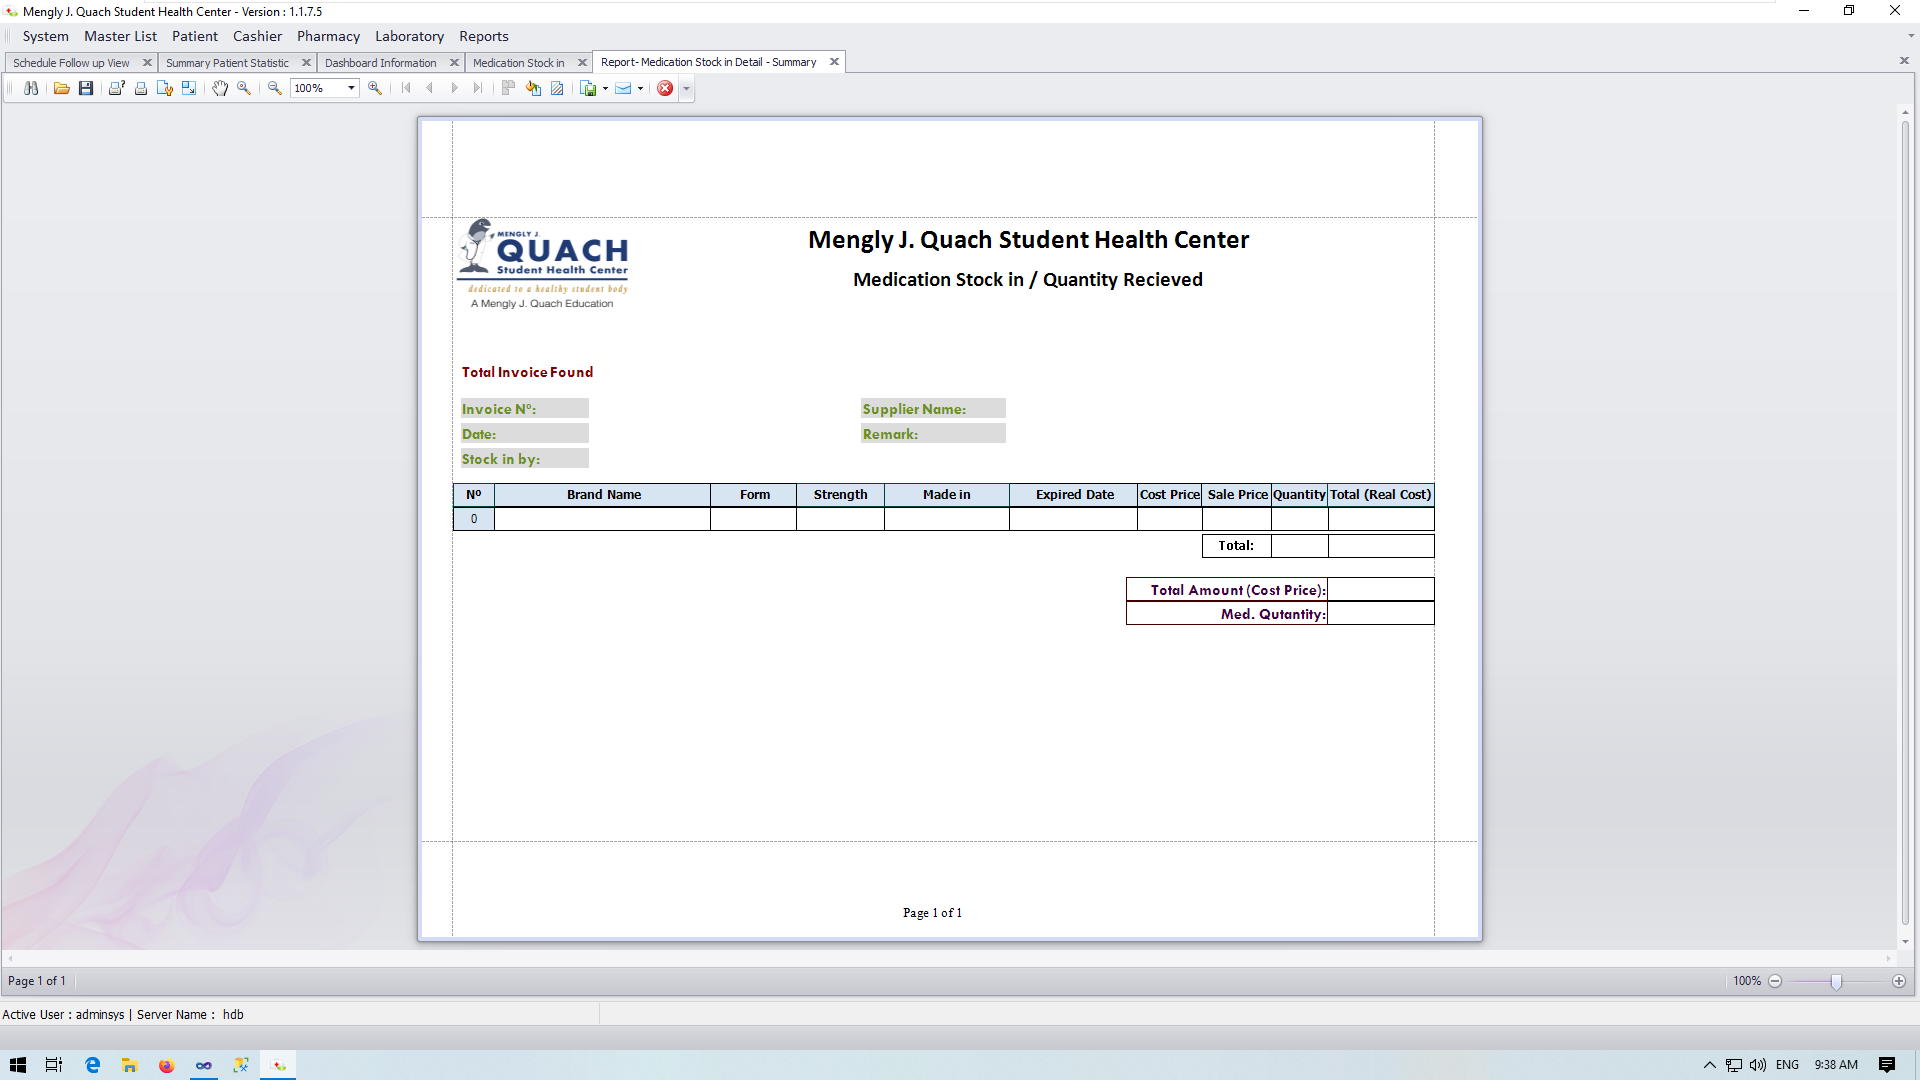 Mengly J. Quach Student Health Center - Version : 1.1.7.5
System Master List Patient Cashier Pharmacy Laboratory Reports
Schedule Follow up View Summary Patient Statistic Dashboard Information Medication Stock in Report- Medication Stock in Detail - Summary
100%
MENGLY J.
QUACH
Student Health Center
dedicated to a healthy student body
A Mengly J. Quach Education
Mengly J. Quach Student Health Center
Medication Stock in / Quantity Recieved
Total Invoice Found
Invoice Nº: Supplier Name:
Date: Remark:
Stock in by:
Nº Brand Name Form Strength Made in Expired Date Cost Price Sale Price Quantity Total (Real Cost)
0
Total:
Total Amount (Cost Price):
Med. Qutantity:
Page 1 of 1
Page 1 of 1 100%
Active User : adminsys | Server Name : hdb
ENG 9:38 AM